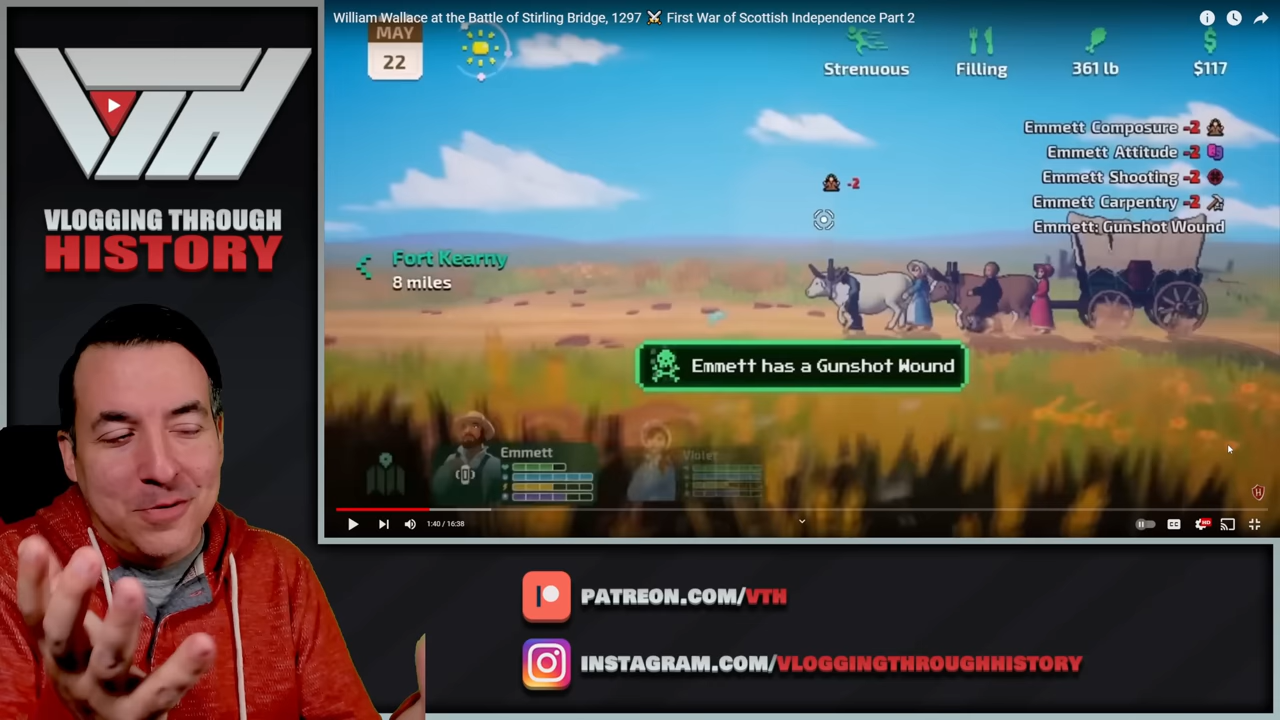 William Wallace at the Battle of Stirling Bridge, 1297 ⚔ First War of Scottish Independence Part 2
MAY
22
Strenuous
Filling
361 lb
$117
Emmett Composure -2
Emmett Attitude -2
Emmett Shooting -2
Emmett Carpentry -2
Emmett: Gunshot Wound
-2
Fort Kearny
8 miles
Emmett has a Gunshot Wound
Emmett
Violet
1:40 / 16:38
CC
HD
H
VTH
VLOGGING THROUGH
HISTORY
PATREON.COM/VTH
INSTAGRAM.COM/VLOGGINGTHROUGHHISTORY